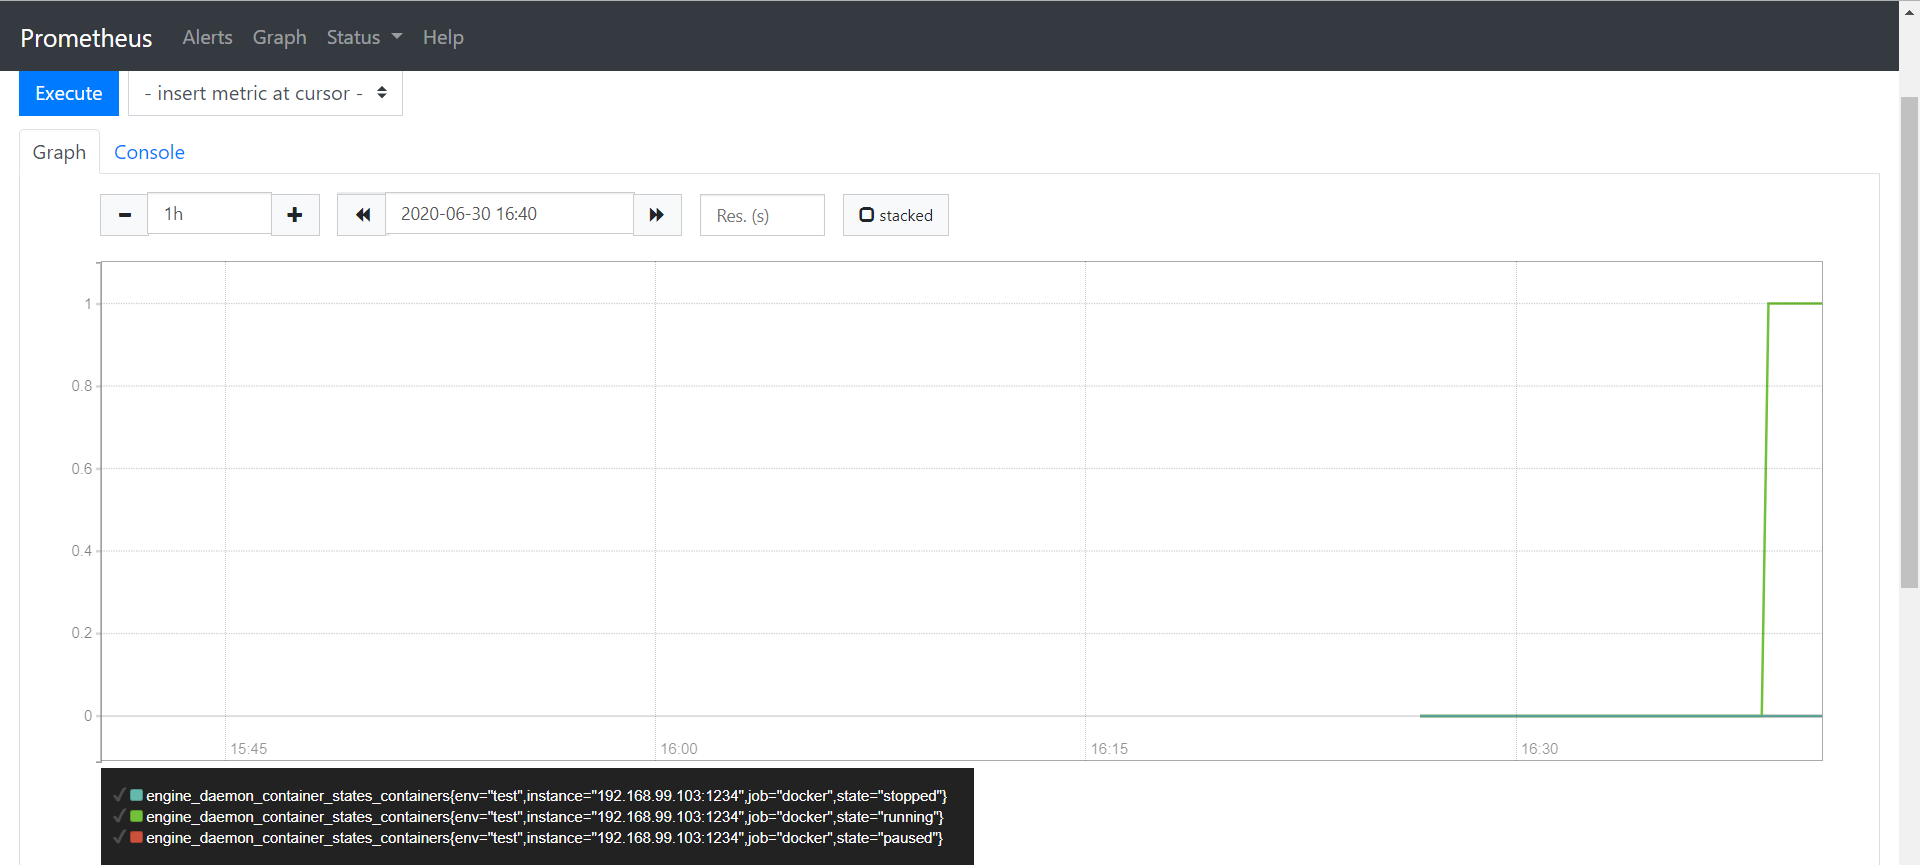 Prometheus Alerts Graph Status Help
Execute - insert metric at cursor -
Graph Console
1h 2020-06-30 16:40 Res. (s) stacked
1
0.8
0.6
0.4
0.2
0
15:45 16:00 16:15 16:30
engine_daemon_container_states_containers{env="test",instance="192.168.99.103:1234",job="docker",state="stopped"}
engine_daemon_container_states_containers{env="test",instance="192.168.99.103:1234",job="docker",state="running"}
engine_daemon_container_states_containers{env="test",instance="192.168.99.103:1234",job="docker",state="paused"}